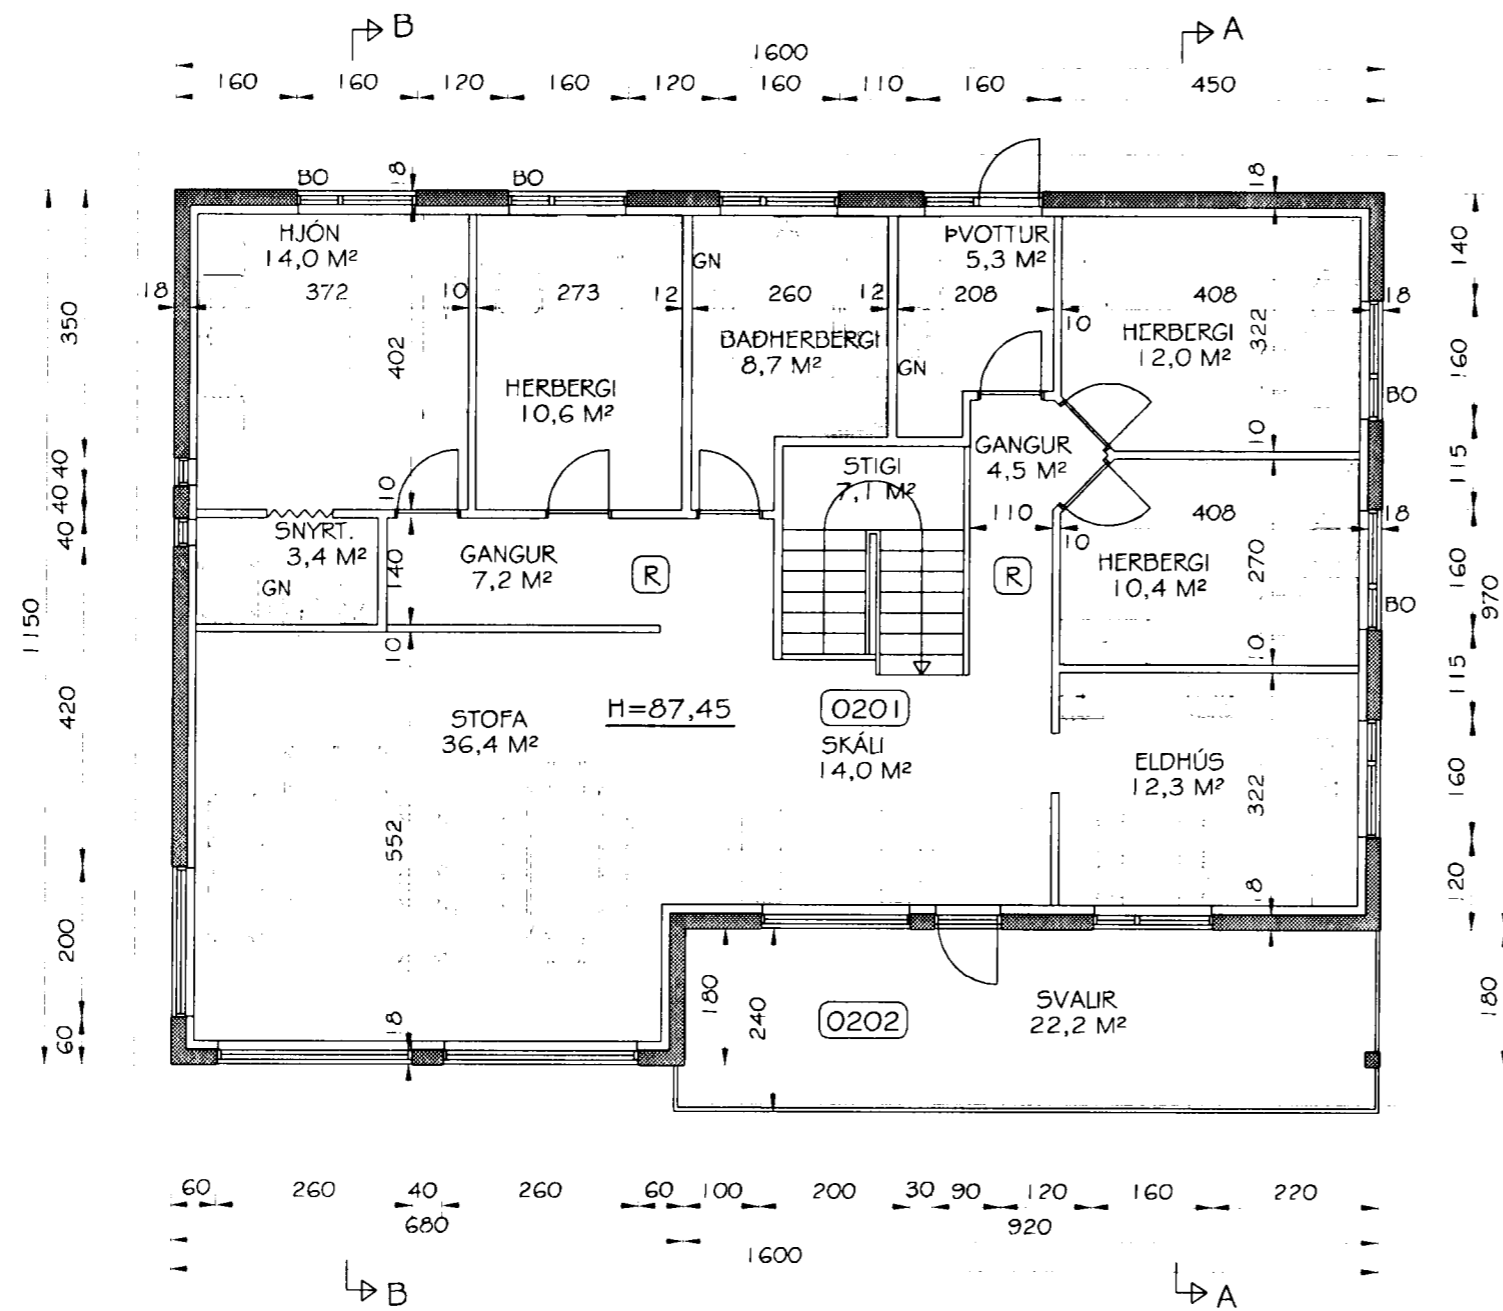 B
A
1600
160 160 120 160 120 160 110 160 450
BO 18 BO 18
HJÓN
14,0 M²
GN
ÞVOTTUR
5,3 M²
18 372 10 273 12 260 12 208 408 18
350
402
10
322
140
BAÐHERBERGI
8,7 M²
HERBERGI
12,0 M²
160
HERBERGI
10,6 M²
GN
BO
GANGUR
4,5 M²
10
115
STIGI
7,1 M²
40
40
40
10
110
10
408
18
SNYRT.
3,4 M²
GN
140
GANGUR
7,2 M²
R
R
HERBERGI
10,4 M²
270
160
BO
970
1150
10
10
115
420
STOFA
36,4 M²
H=87,45
0201
SKÁLI
14,0 M²
ELDHÚS
12,3 M²
322
160
552
18
120
200
180
240
0202
SVALIR
22,2 M²
180
60
18
60 260 40 260 60 100 200 30 90 120 160 220
680 920
1600
B
A